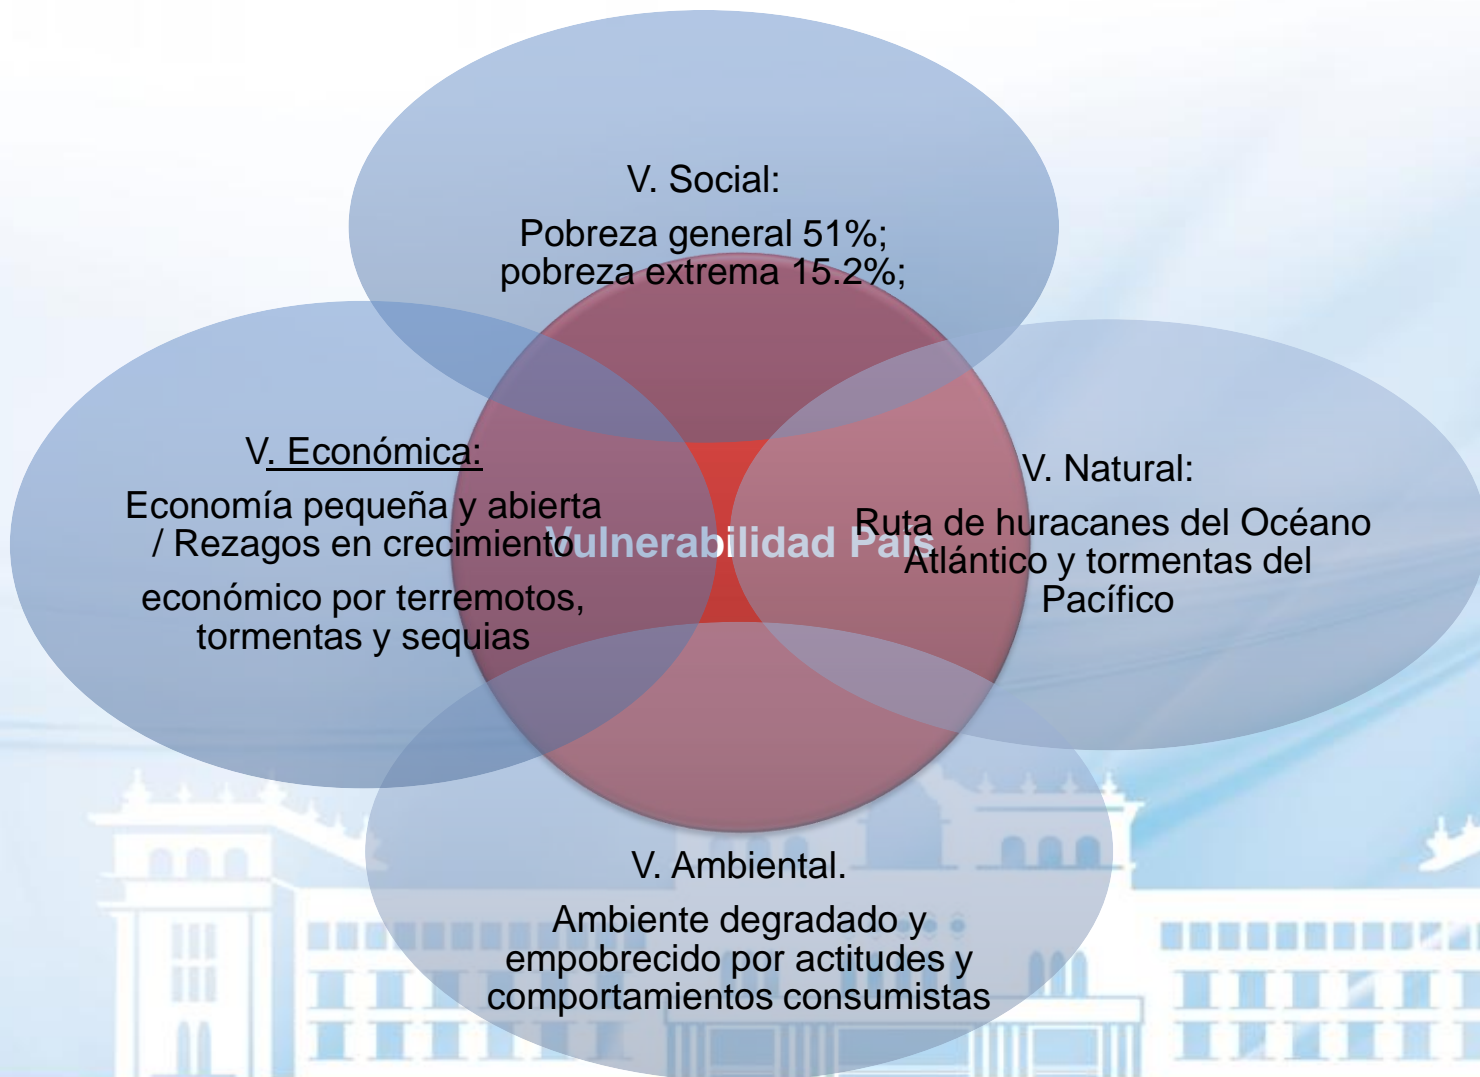 V. Social:
Pobreza general 51%;
pobreza extrema 15.2%;
V. Económica:
Economía pequeña y abierta
/ Rezagos en crecimiento
económico por terremotos,
tormentas y sequias
Vulnerabilidad País
V. Natural:
Ruta de huracanes del Océano
Atlántico y tormentas del
Pacífico
V. Ambiental.
Ambiente degradado y
empobrecido por actitudes y
comportamientos consumistas